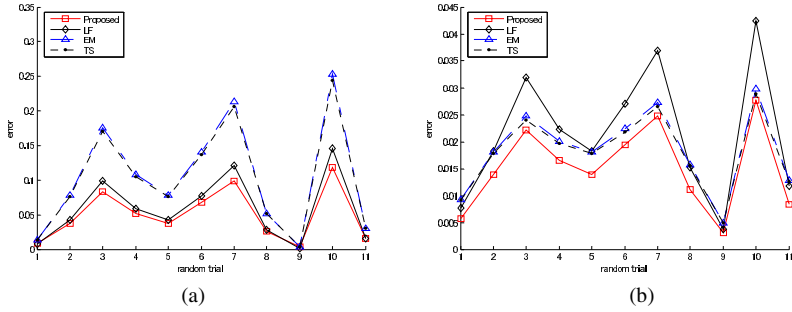 Proposed
LF
EM
TS
0.35
0.3
0.25
0.2
0.15
0.1
0.05
0
error
1 2 3 4 5 6 7 8 9 10 11
random trial
(a)
Proposed
LF
EM
TS
0.045
0.04
0.035
0.03
0.025
0.02
0.015
0.01
0.005
0
error
1 2 3 4 5 6 7 8 9 10 11
random trial
(b)